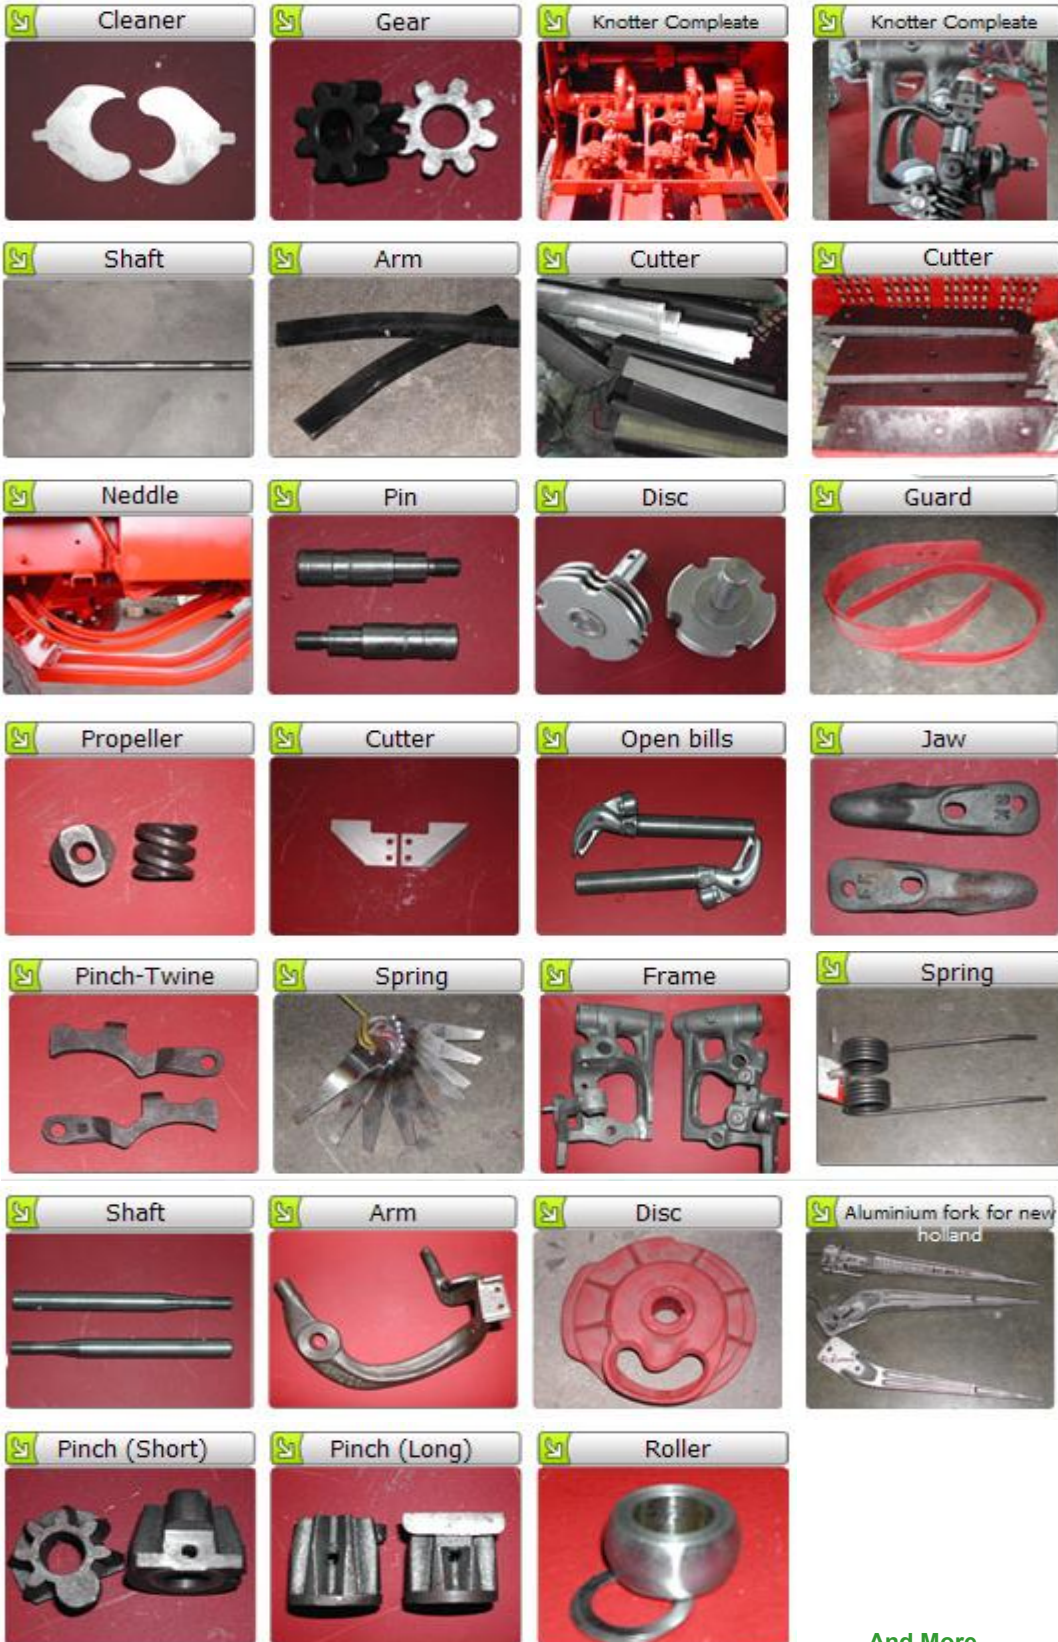 Cleaner
Gear
Knotter Compleate
Knotter Compleate
Shaft
Arm
Cutter
Cutter
Neddle
Pin
Disc
Guard
Propeller
Cutter
Open bills
Jaw
Pinch-Twine
Spring
Frame
Spring
Shaft
Arm
Disc
Aluminium fork for new
holland
Pinch (Short)
Pinch (Long)
Roller
And More